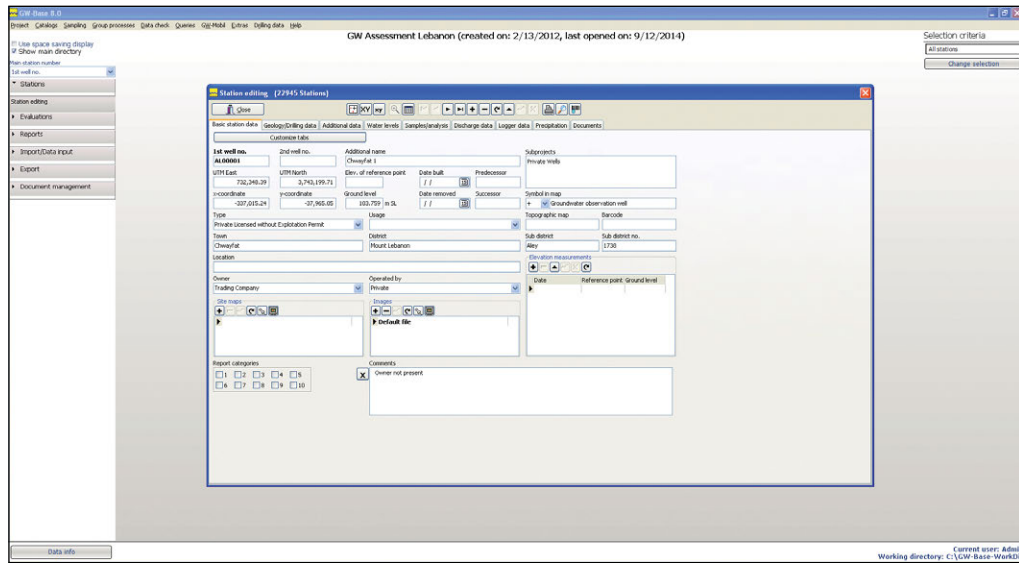 GW-Base 8.0
Project Catalogs Sampling Group processes Data check Queries GW-Mobil Extras Drilling data Help
GW Assessment Lebanon (created on: 2/13/2012, last opened on: 9/12/2014)
Selection criteria
All stations
Change selection
Use space saving display
Show main directory
Main station number
1st well no.
Stations
Station editing
Evaluations
Reports
Import/Data input
Export
Document management
Station editing (22945 Stations)
Close
XY xy
Basic station data Geology/Drilling data Additional data Water levels Samples/analysis Discharge data Logger data Precipitation Documents
Customize tabs
1st well no. 2nd well no. Additional name Subprojects
AL00001 Chwayfat 1 Private Wells
UTM East UTM North Elev. of reference point Date built Predecessor
732,348.39 3,743,199.71 / /
x-coordinate y-coordinate Ground level Date removed Successor Symbol in map
-337,015.24 -37,965.05 103.759 m SL / / + Groundwater observation well
Type Usage Topographic map Barcode
Private Licensed without Explotation Permit
Town District Sub district Sub district no.
Chwayfat Mount Lebanon Aley 1738
Location
Elevation measurements
Owner Operated by
Trading Company Private
Date Reference point Ground level
Site maps Images
Default file
Report categories Comments
1 2 3 4 5
6 7 8 9 10
X Owner not present
Data info
Current user: Admi
Working directory: C:\GW-Base-WorkDi